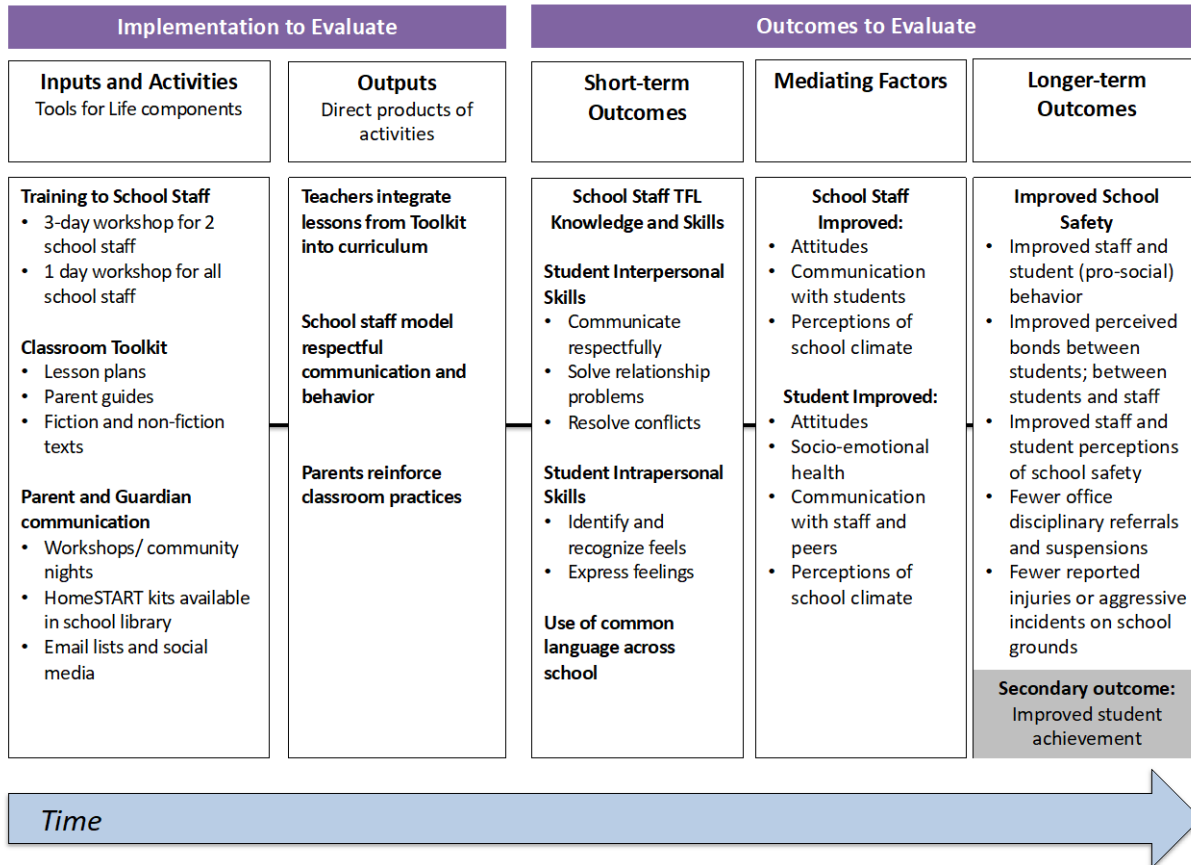 Implementation to Evaluate
Outcomes to Evaluate
Inputs and Activities
Tools for Life components
Outputs
Direct products of
activities
Short-term
Outcomes
Mediating Factors
Longer-term
Outcomes
Training to School Staff
• 3-day workshop for 2
school staff
• 1 day workshop for all
school staff
Classroom Toolkit
• Lesson plans
• Parent guides
• Fiction and non-fiction
texts
Parent and Guardian
communication
• Workshops/ community
nights
• HomeSTART kits available
in school library
• Email lists and social
media
Teachers integrate
lessons from Toolkit
into curriculum
School staff model
respectful
communication and
behavior
Parents reinforce
classroom practices
School Staff TFL
Knowledge and Skills
Student Interpersonal
Skills
• Communicate
respectfully
• Solve relationship
problems
• Resolve conflicts
Student Intrapersonal
Skills
• Identify and
recognize feels
• Express feelings
Use of common
language across
school
School Staff
Improved:
• Attitudes
• Communication
with students
• Perceptions of
school climate
Student Improved:
• Attitudes
• Socio-emotional
health
• Communication
with staff and
peers
• Perceptions of
school climate
Improved School
Safety
• Improved staff and
student (pro-social)
behavior
• Improved perceived
bonds between
students; between
students and staff
• Improved staff and
student perceptions
of school safety
• Fewer office
disciplinary referrals
and suspensions
• Fewer reported
injuries or aggressive
incidents on school
grounds
Secondary outcome:
Improved student
achievement
Time